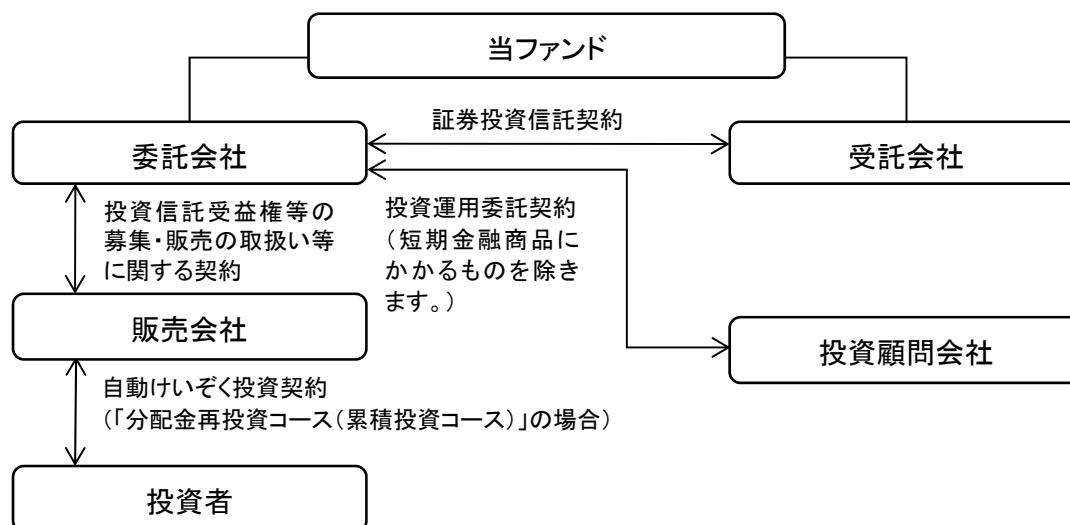 当ファンド
証券投資信託契約
委託会社
受託会社
投資信託受益権等の
募集・販売の取扱い等
に関する契約
投資運用委託契約
（短期金融商品に
かかるものを除き
ます。）
販売会社
投資顧問会社
自動けいぞく投資契約
（「分配金再投資コース（累積投資コース）」の場合）
投資者